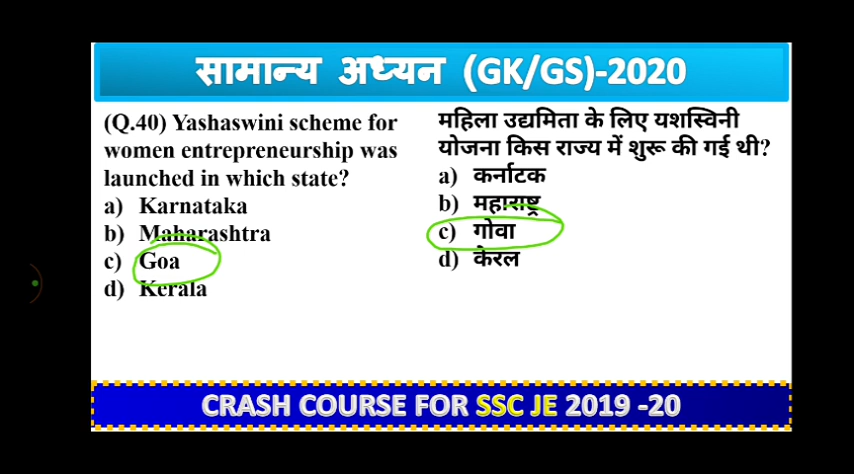 सामान्य अध्यन (GK/GS)-2020
(Q.40) Yashaswini scheme for
women entrepreneurship was
launched in which state?
a) Karnataka
b) Maharashtra
c) Goa
d) Kerala
महिला उद्यमिता के लिए यशस्विनी
योजना किस राज्य में शुरू की गई थी?
a) कर्नाटक
b) महाराष्ट्र
c) गोवा
d) केरल
CRASH COURSE FOR SSC JE 2019 -20